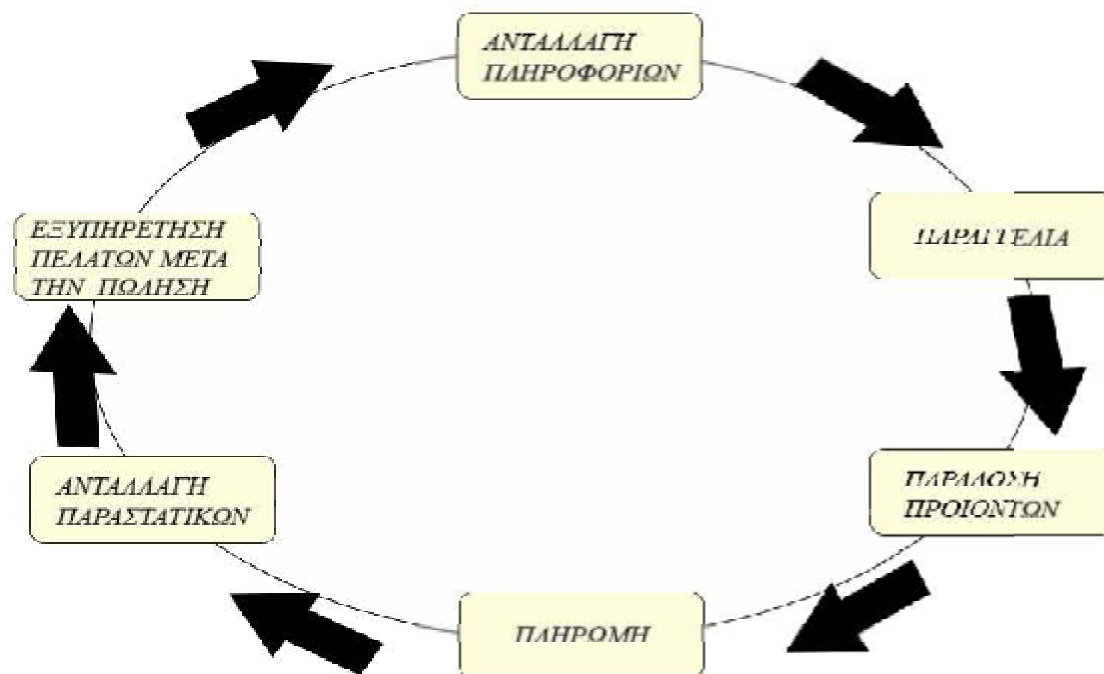 ΑΝΤΑΛΛΑΓΗ
ΠΛΗΡΟΦΟΡΙΩΝ
ΠΑΡΑΓΓΕΛΙΑ
ΠΑΡΑΔΟΣΗ
ΠΡΟΙΟΝΤΩΝ
ΠΛΗΡΩΜΗ
ΑΝΤΑΛΛΑΓΗ
ΠΑΡΑΣΤΑΤΙΚΩΝ
ΕΞΥΠΗΡΕΤΗΣΗ
ΠΕΛΑΤΩΝ ΜΕΤΑ
ΤΗΝ ΠΩΛΗΣΗ